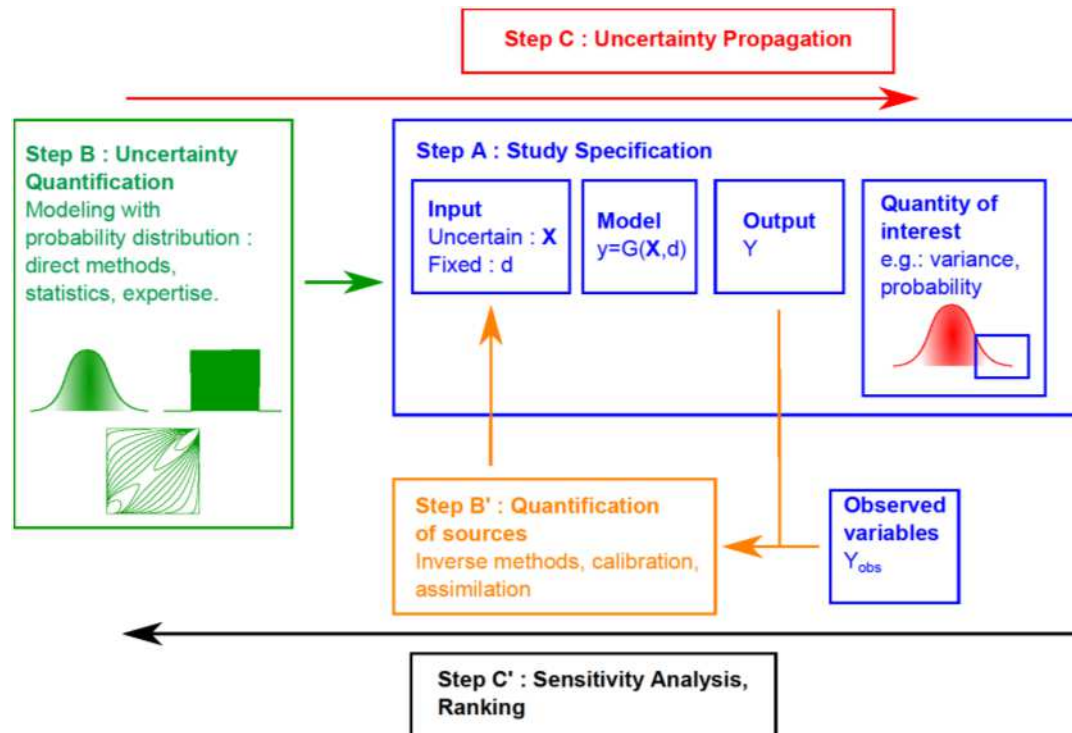 Step C : Uncertainty Propagation
Step B : Uncertainty
Quantification
Modeling with
probability distribution :
direct methods,
statistics, expertise.
Step A : Study Specification
Input
Uncertain : X
Fixed : d
Model
y=G(X,d)
Output
Y
Quantity of
interest
e.g.: variance,
probability
Step B' : Quantification
of sources
Inverse methods, calibration,
assimilation
Observed
variables
Yobs
Step C' : Sensitivity Analysis,
Ranking